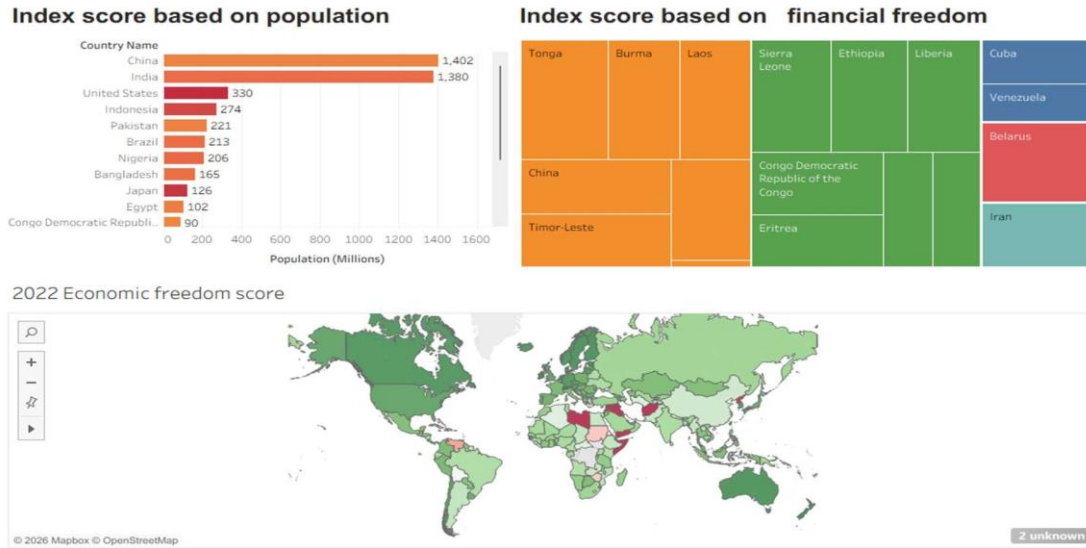 Index score based on population
Country Name
China 1,402
India 1,380
United States 330
Indonesia 274
Pakistan 221
Brazil 213
Nigeria 206
Bangladesh 165
Japan 126
Egypt 102
Congo Democratic Republi.. 90
0 200 400 600 800 1000 1200 1400 1600
Population (Millions)
Index score based on financial freedom
Tonga
Burma
Laos
China
Timor-Leste
Sierra
Leone
Ethiopia
Liberia
Congo Democratic
Republic of the
Congo
Eritrea
Cuba
Venezuela
Belarus
Iran
2022 Economic freedom score
© 2026 Mapbox © OpenStreetMap
2 unknown